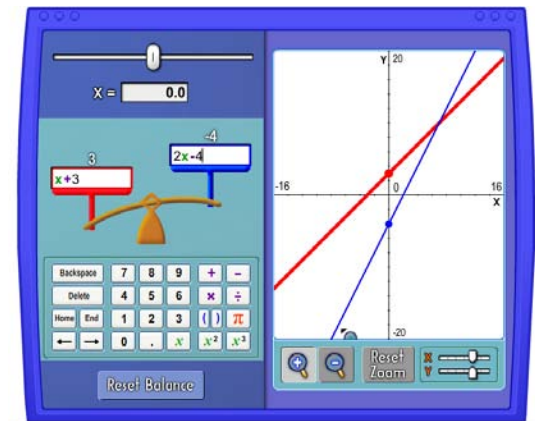 X = 0.0
3
x+3
-4
2x-4
Backspace 7 8 9 + −
Delete 4 5 6 × ÷
Home End 1 2 3 ( ) π
← → 0 . x x² x³
Reset Balance
Y 20
-16 0 16
X
-20
Reset Zoom
X
Y